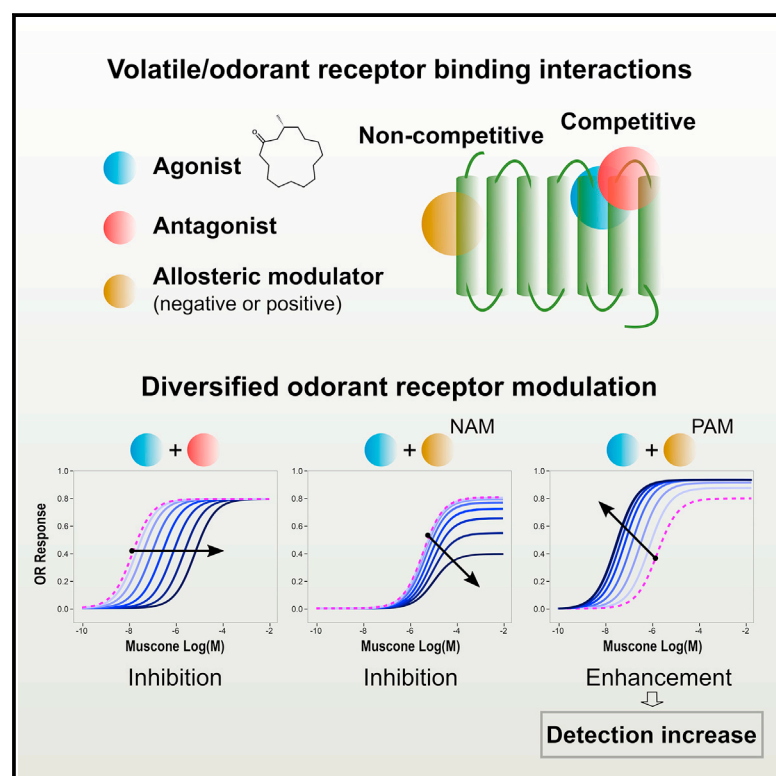 Volatile/odorant receptor binding interactions
Agonist
O
Antagonist
Allosteric modulator
(negative or positive)
Non-competitive
Competitive
Diversified odorant receptor modulation
+
+ NAM
+ PAM
OR Response
1.0
0.8
0.6
0.4
0.2
0.0
-10 -8 -6 -4 -2
Muscone Log(M)
Inhibition
1.0
0.8
0.6
0.4
0.2
0.0
-10 -8 -6 -4 -2
Muscone Log(M)
Inhibition
1.0
0.8
0.6
0.4
0.2
0.0
-10 -8 -6 -4 -2
Muscone Log(M)
Enhancement
Detection increase